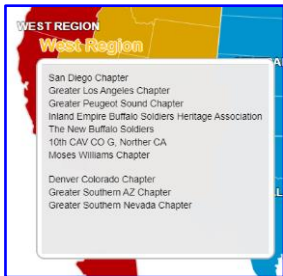 WEST REGION
West Region
San Diego Chapter
Greater Los Angeles Chapter
Greater Peugeot Sound Chapter
Inland Empire Buffalo Soldiers Heritage Association
The New Buffalo Soldiers
10th CAV CO G, Norther CA
Moses Williams Chapter
Denver Colorado Chapter
Greater Southern AZ Chapter
Greater Southern Nevada Chapter